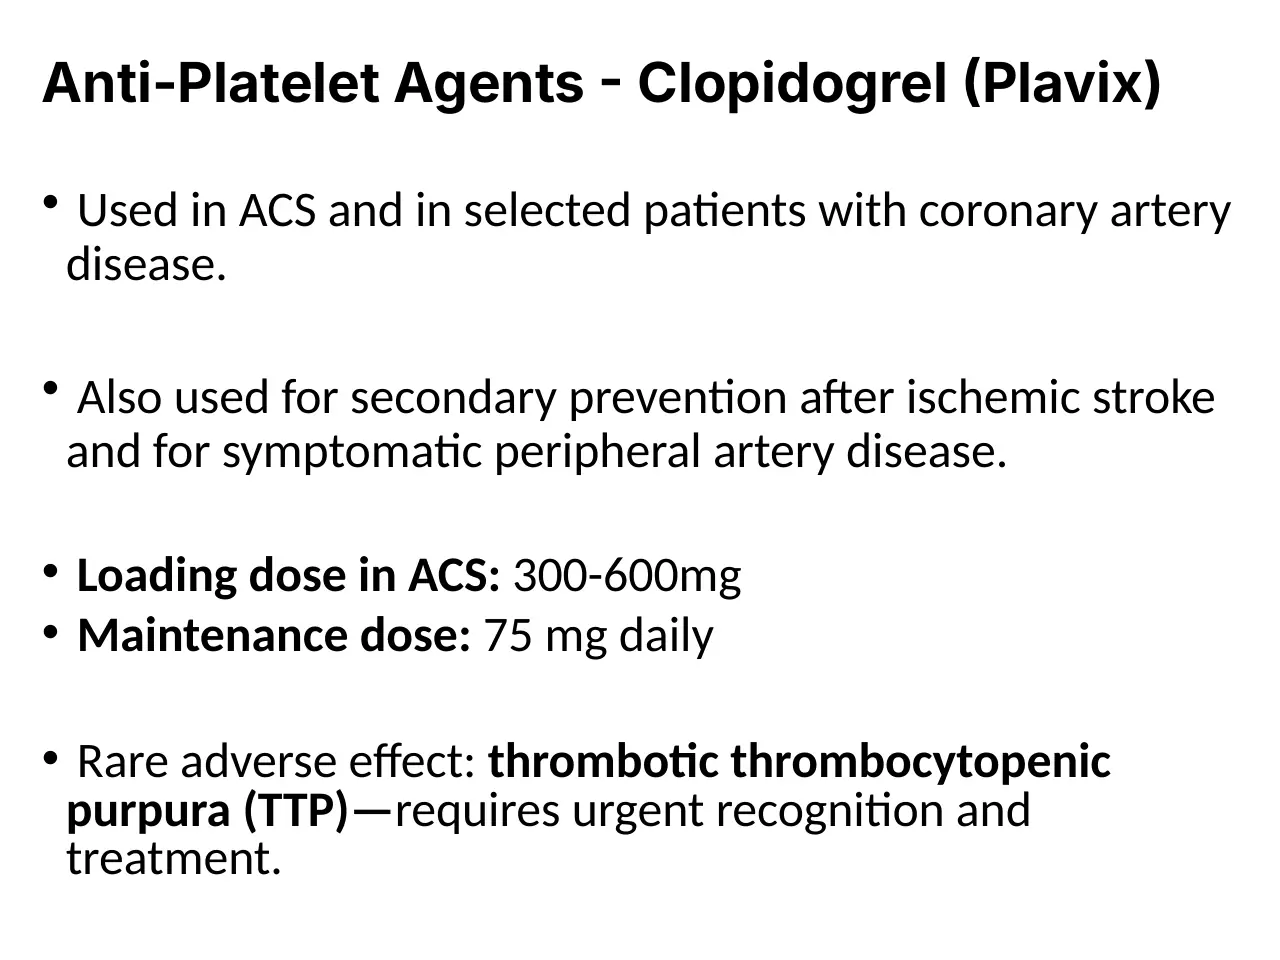 Anti-Platelet Agents - Clopidogrel (Plavix)
• Used in ACS and in selected patients with coronary artery
disease.
• Also used for secondary prevention after ischemic stroke
and for symptomatic peripheral artery disease.
• Loading dose in ACS: 300-600mg
• Maintenance dose: 75 mg daily
• Rare adverse effect: thrombotic thrombocytopenic
purpura (TTP)—requires urgent recognition and
treatment.